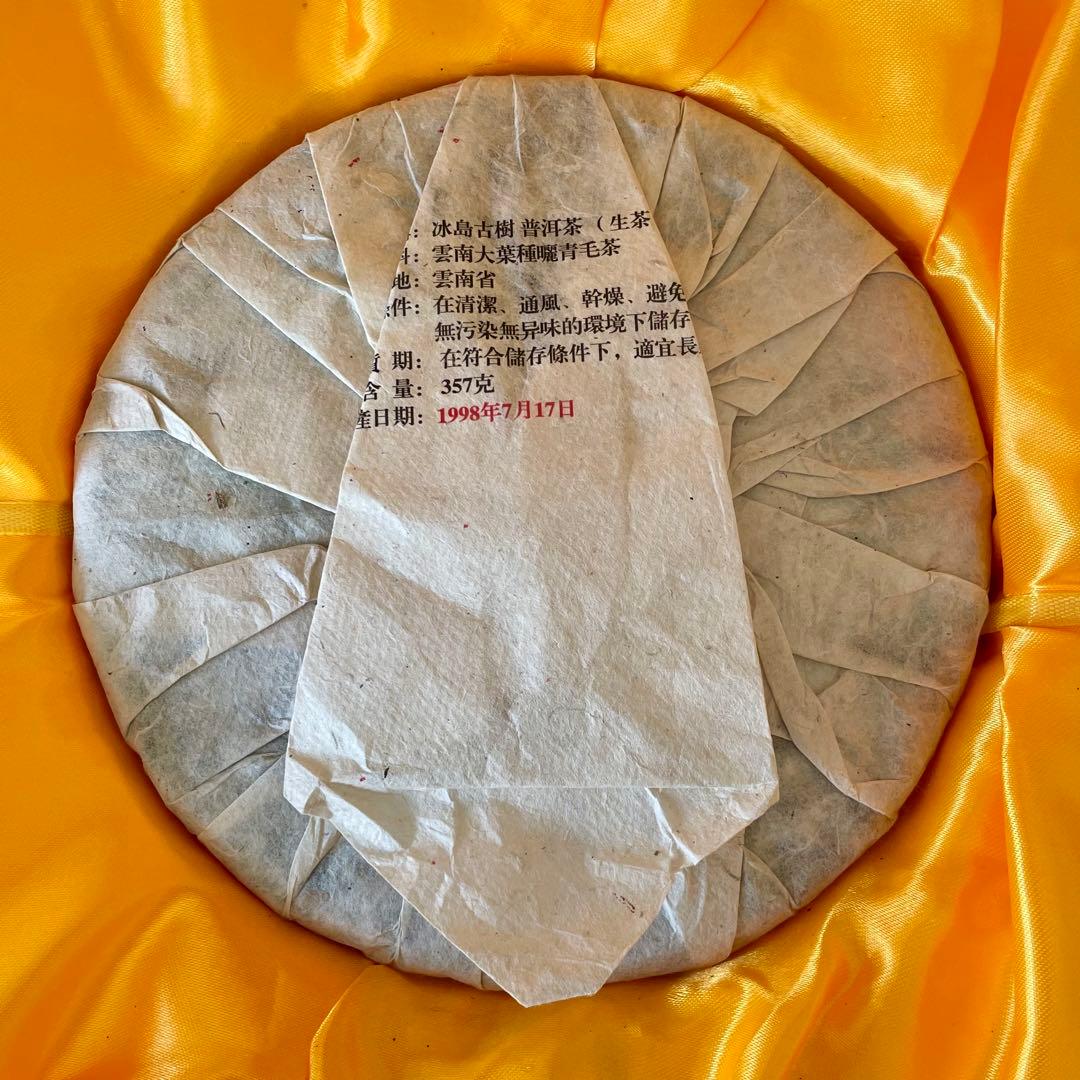 ：冰島古樹 普洱茶（生茶
料：雲南大葉種曬青毛茶
地：雲南省
件：在清潔、通風、幹燥、避免
無污染無异味的環境下儲存
期：在符合儲存條件下，適宜長
含 量：357克
產日期：1998年7月17日